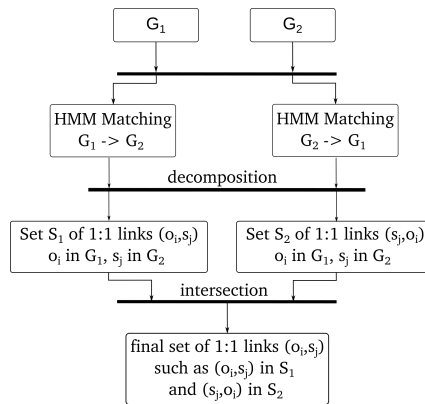 G₁
G₂
HMM Matching
G₁ -> G₂
HMM Matching
G₂ -> G₁
decomposition
Set S₁ of 1:1 links (oᵢ,sⱼ)
oᵢ in G₁, sⱼ in G₂
Set S₂ of 1:1 links (sⱼ,oᵢ)
oᵢ in G₁, sⱼ in G₂
intersection
final set of 1:1 links (oᵢ,sⱼ)
such as (oᵢ,sⱼ) in S₁
and (sⱼ,oᵢ) in S₂